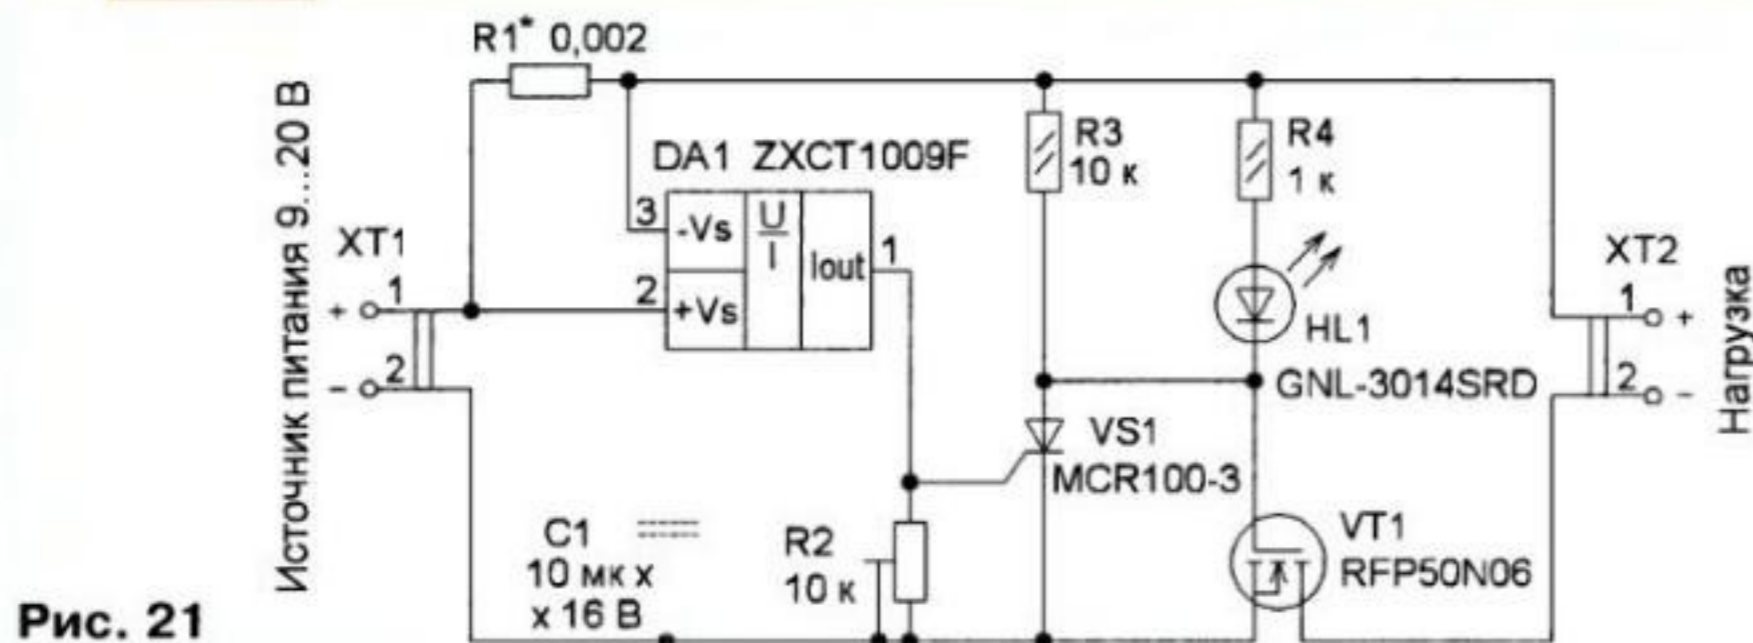 R1* 0,002
Источник питания 9...20 В
XT1
+ 1
- 2
DA1 ZXCT1009F
3 -Vs
2 +Vs
U
I
Iout 1
R3
10 к
R4
1 к
HL1
GNL-3014SRD
XT2
1 +
2 -
Нагрузка
VS1
MCR100-3
C1
10 мк х
х 16 В
R2
10 к
VT1
RFP50N06
Рис. 21